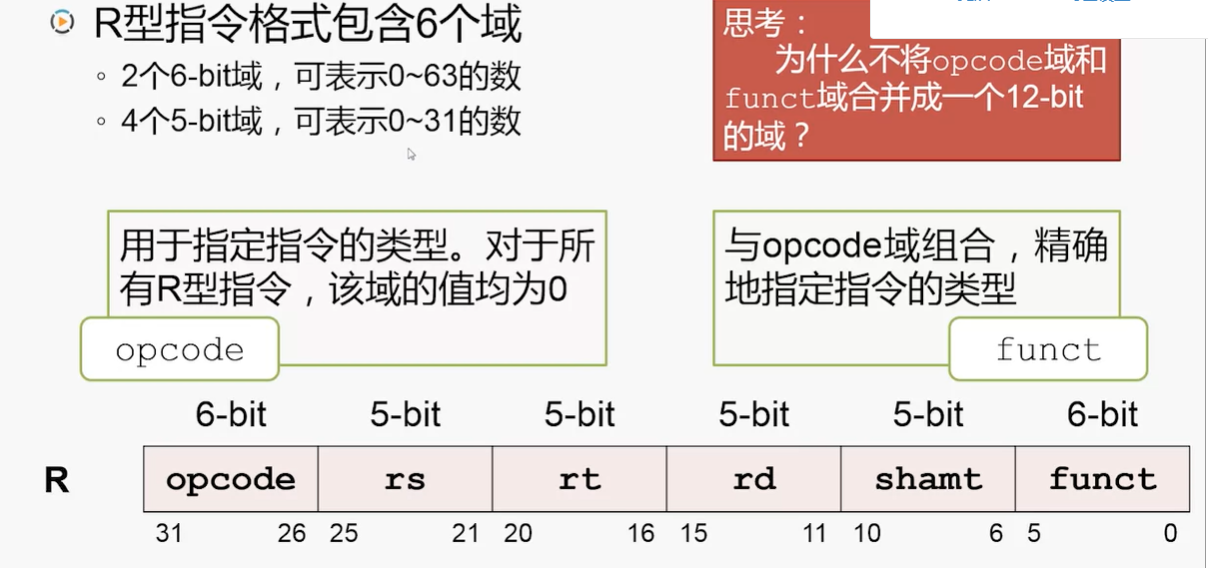 R型指令格式包含6个域
◦ 2个6-bit域，可表示0~63的数
◦ 4个5-bit域，可表示0~31的数
思考：
为什么不将opcode域和
funct域合并成一个12-bit
的域？
用于指定指令的类型。对于所
有R型指令，该域的值均为0
opcode
与opcode域组合，精确
地指定指令的类型
funct
6-bit 5-bit 5-bit 5-bit 5-bit 6-bit
R opcode rs rt rd shamt funct
31 26 25 21 20 16 15 11 10 6 5 0